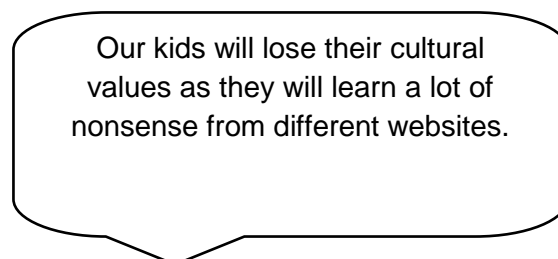 Our kids will lose their cultural
values as they will learn a lot of
nonsense from different websites.